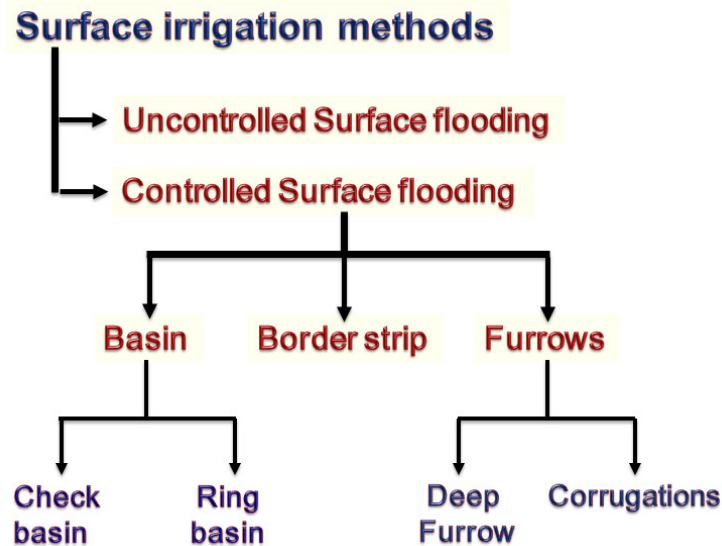 Surface irrigation methods
Uncontrolled Surface flooding
Controlled Surface flooding
Basin
Border strip
Furrows
Check
basin
Ring
basin
Deep
Furrow
Corrugations